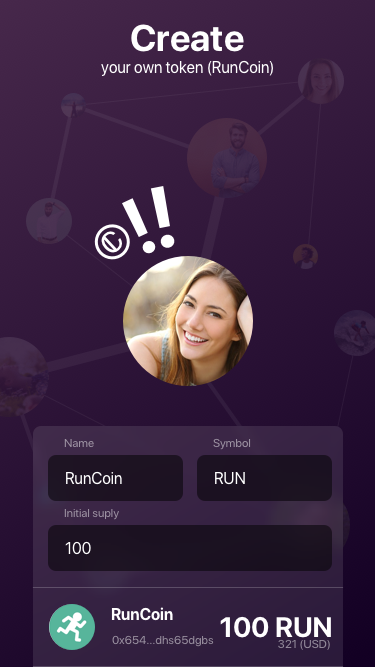 Create
your own token (RunCoin)
!!
Name
Symbol
RunCoin
RUN
Initial suply
100
RunCoin
100 RUN
0x654...dhs65dgbs
321 (USD)